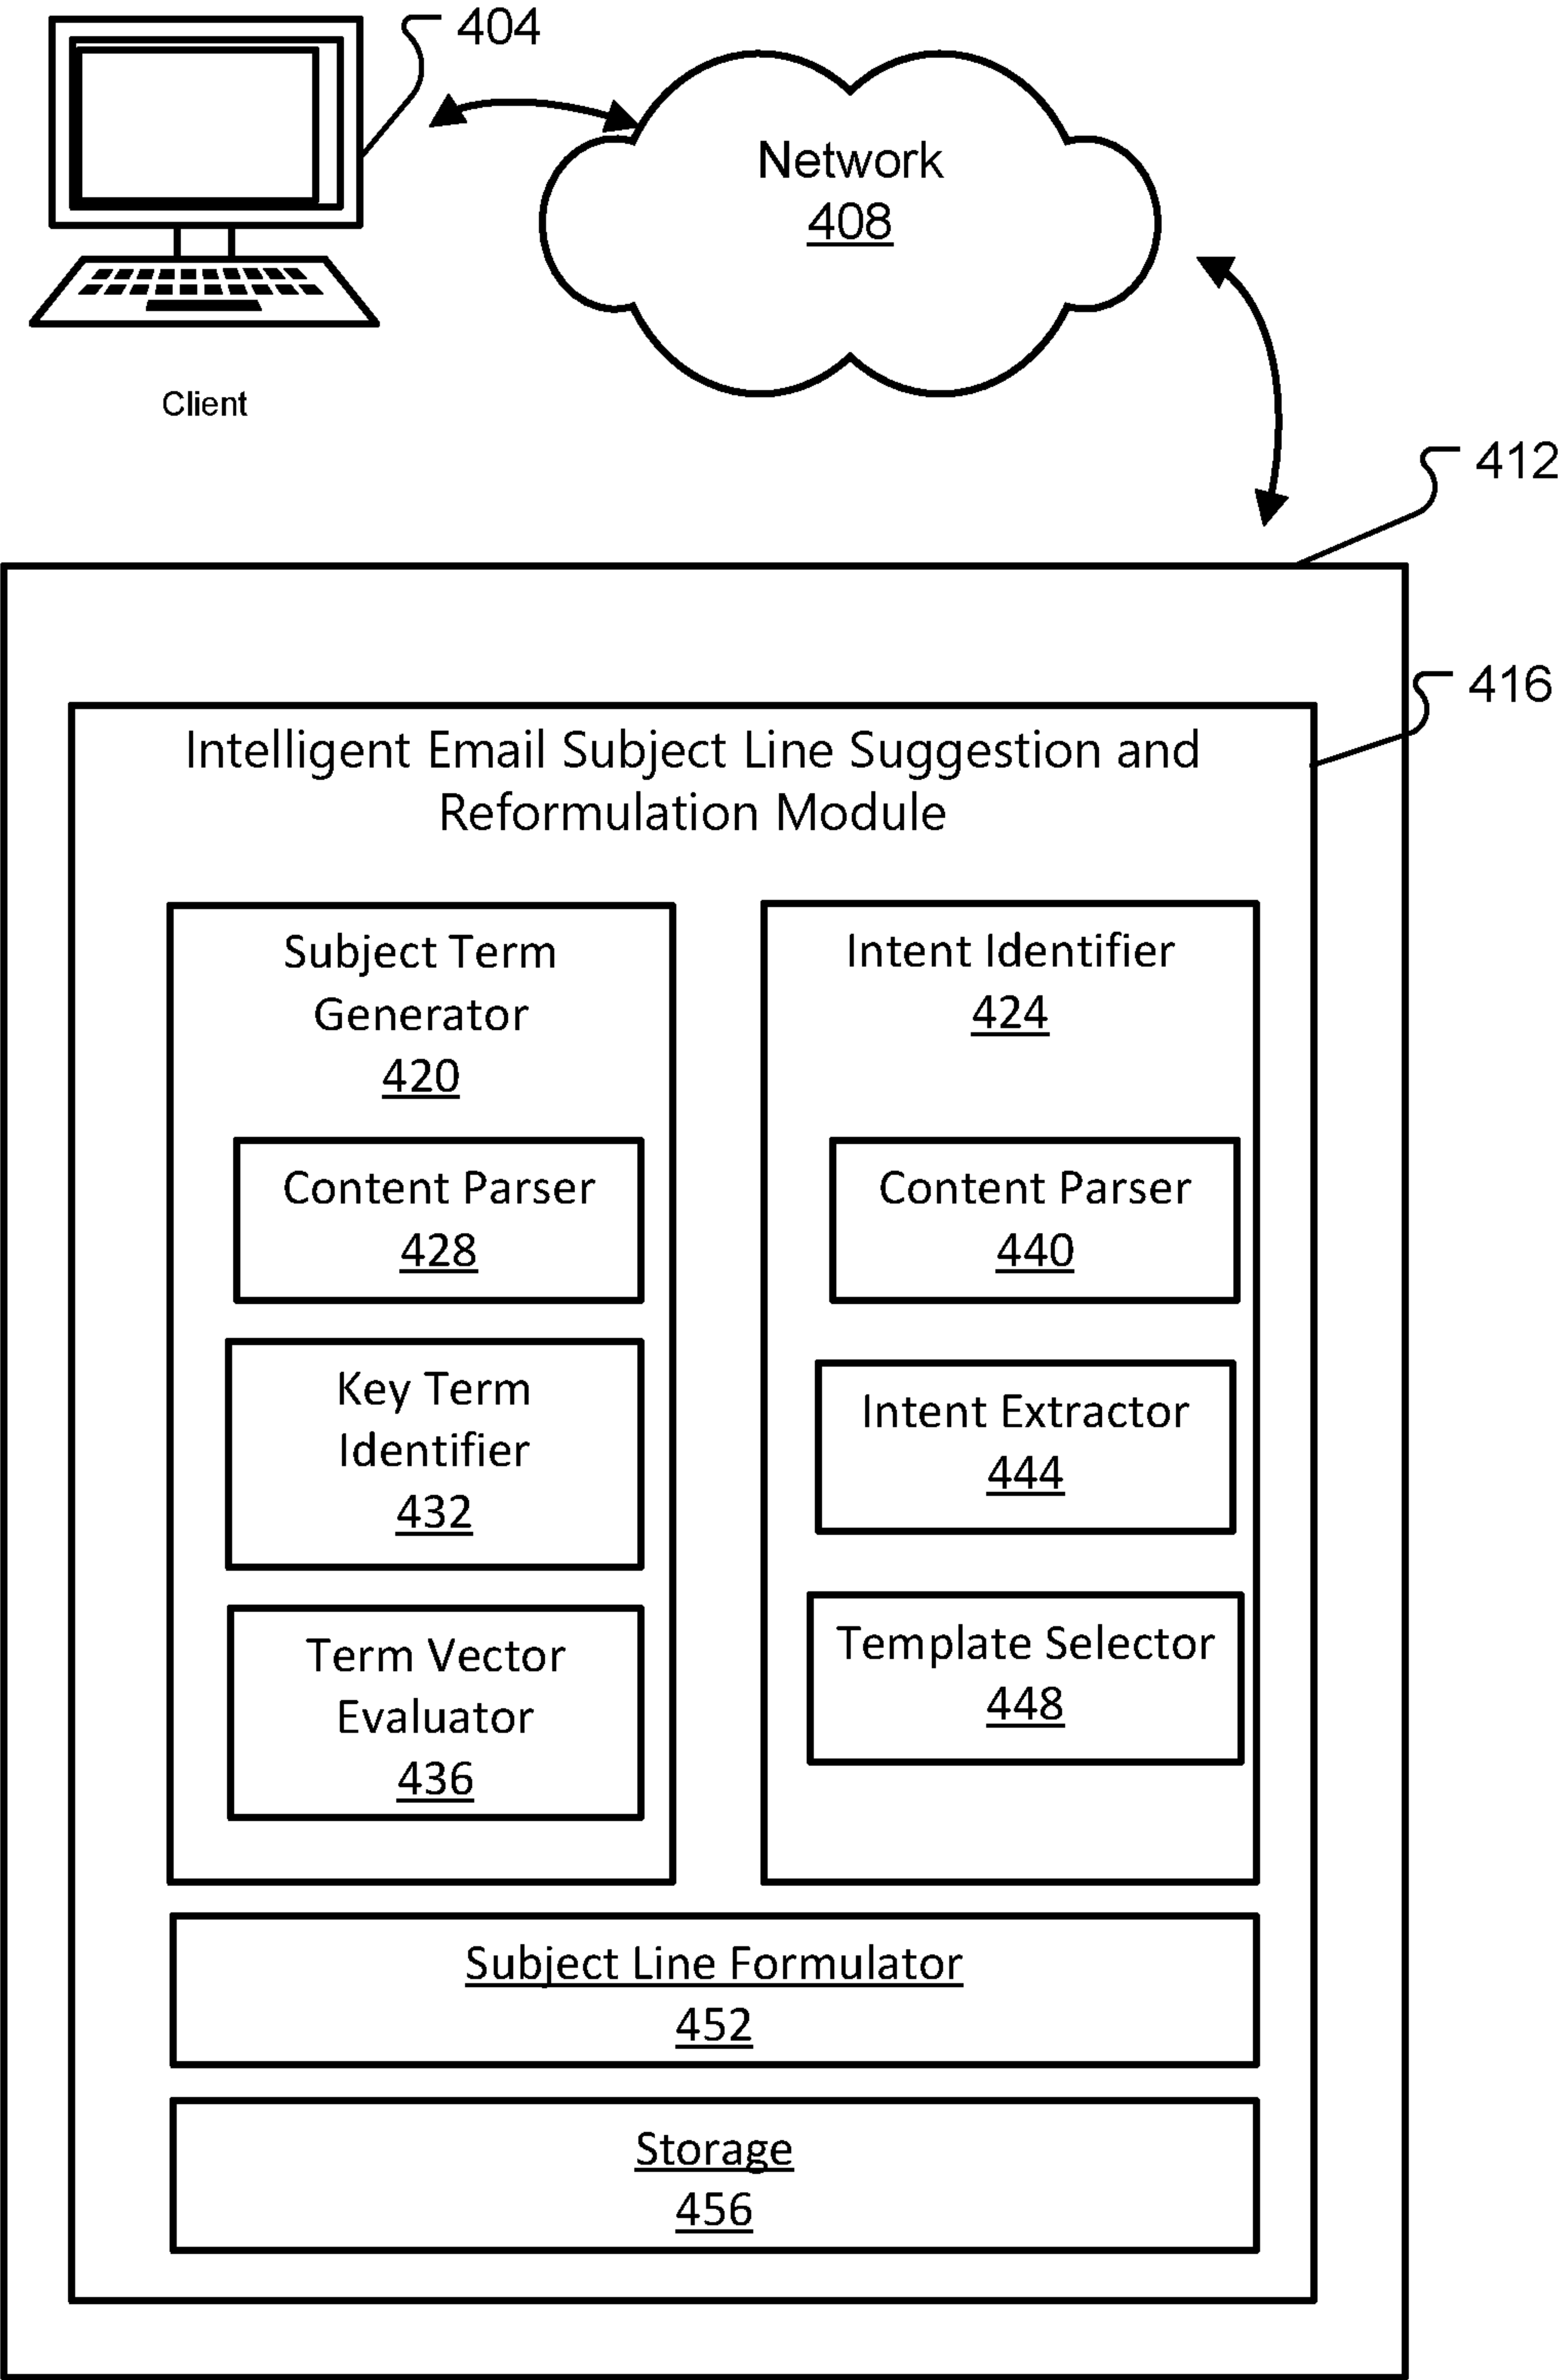 404
Network
408
Client
412
416
Intelligent Email Subject Line Suggestion and
Reformulation Module
Subject Term
Generator
420
Content Parser
428
Key Term
Identifier
432
Term Vector
Evaluator
436
Intent Identifier
424
Content Parser
440
Intent Extractor
444
Template Selector
448
Subject Line Formulator
452
Storage
456